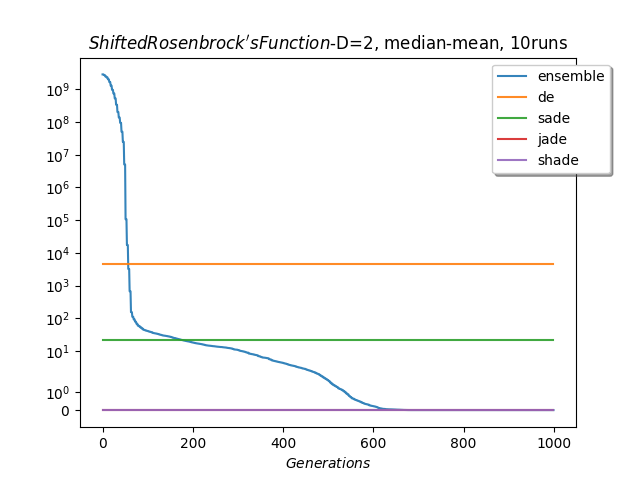 ShiftedRosenbrock'sFunction-D=2, median-mean, 10runs
ensemble
de
sade
jade
shade
10⁹
10⁸
10⁷
10⁶
10⁵
10⁴
10³
10²
10¹
10⁰
0
0 200 400 600 800 1000
Generations